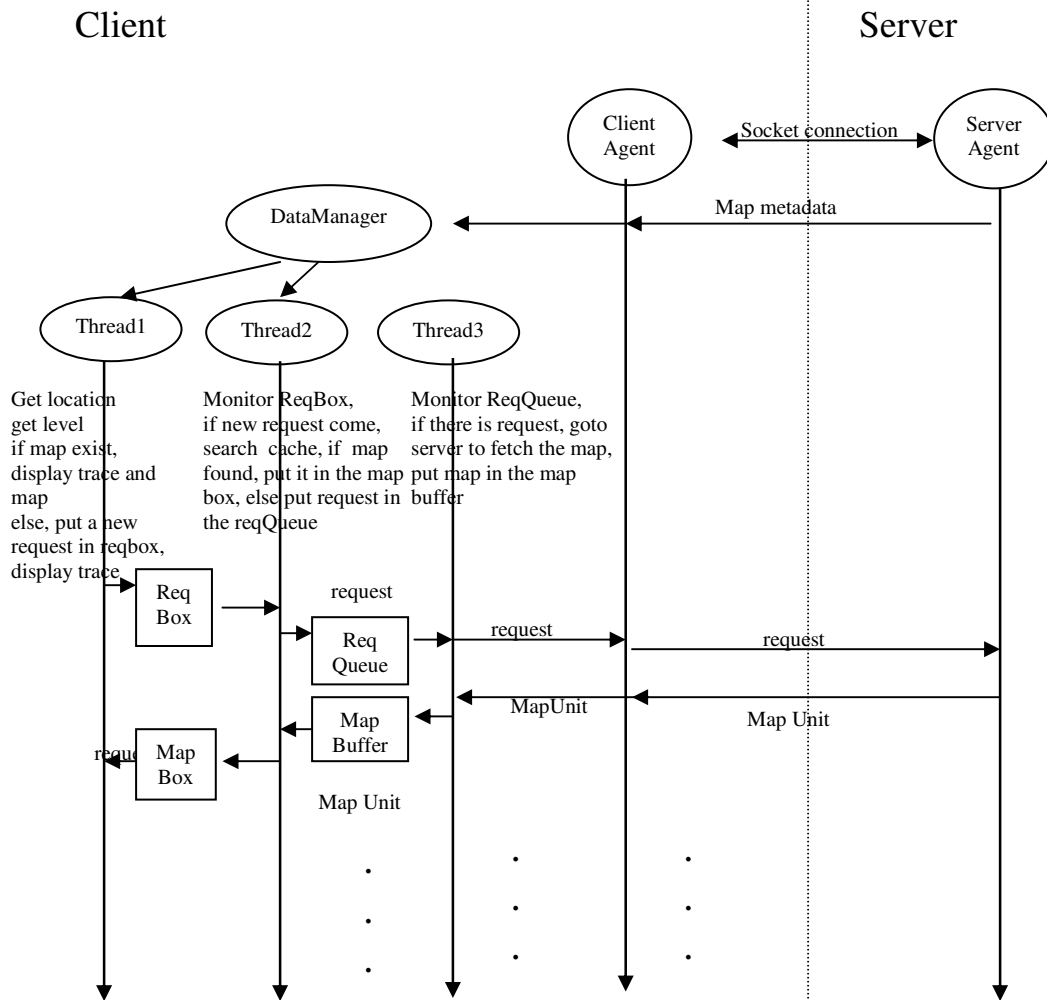 Client
Server
Client
Agent
Socket connection
Server
Agent
DataManager
Map metadata
Thread1
Thread2
Thread3
Get location
get level
if map exist,
display trace and
map
else, put a new
request in reqbox,
display trace
Monitor ReqBox,
if new request come,
search cache, if map
found, put it in the map
box, else put request in
the reqQueue
Monitor ReqQueue,
if there is request, goto
server to fetch the map,
put map in the map
buffer
Req
Box
request
Req
Queue
request
request
MapUnit
Map Unit
Map
Buffer
Map
Box
Map Unit